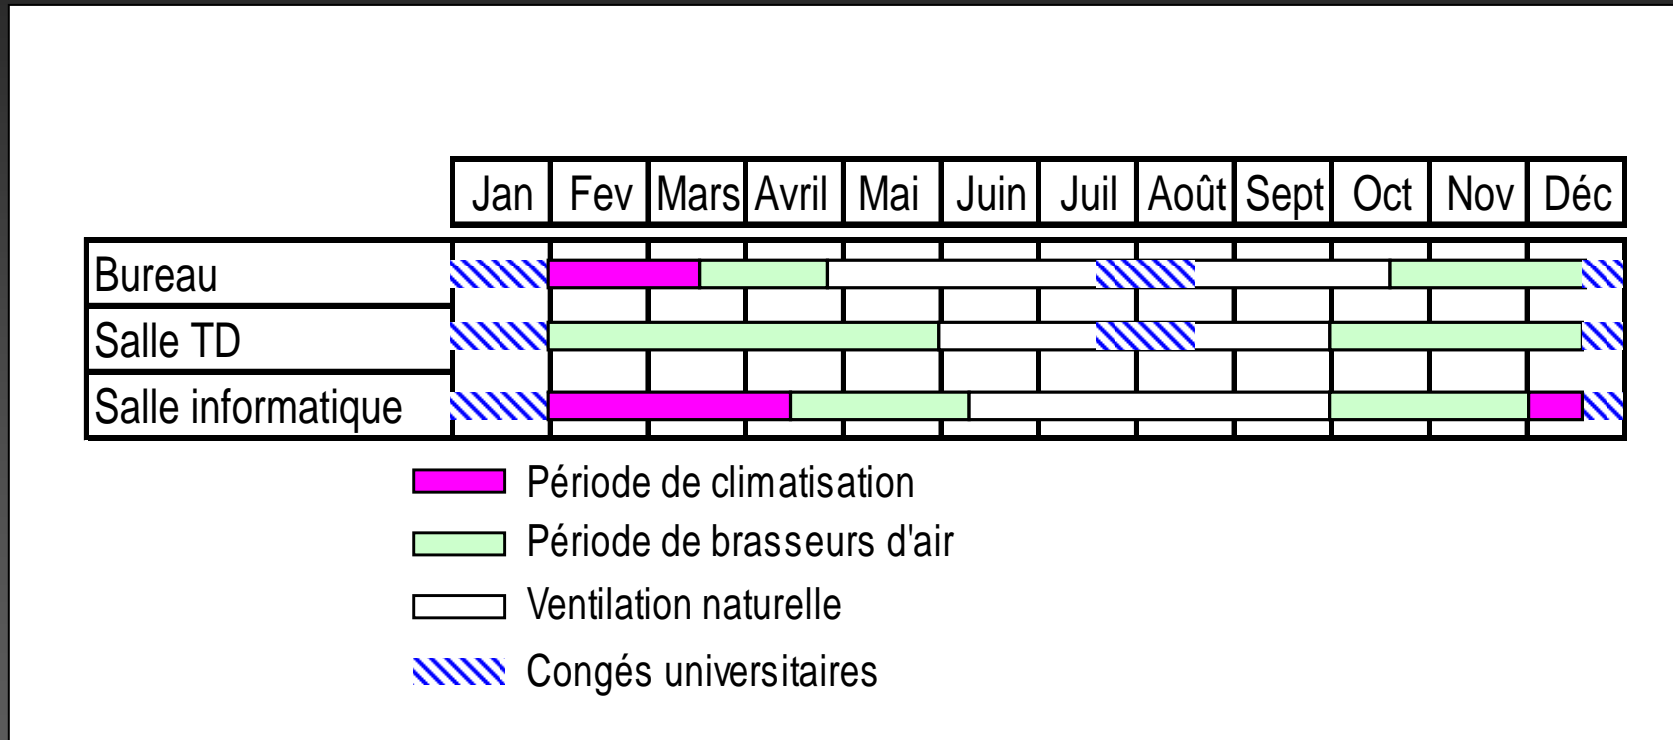 Jan Fev Mars Avril Mai Juin Juil Août Sept Oct Nov Déc
Bureau
Salle TD
Salle informatique
Période de climatisation
Période de brasseurs d'air
Ventilation naturelle
Congés universitaires